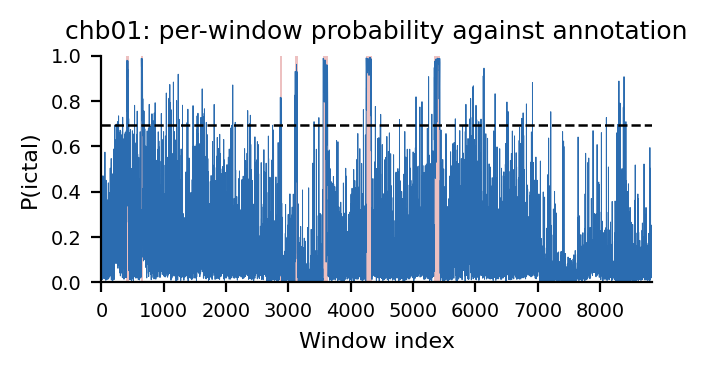 chb01: per-window probability against annotation
1.0
0.8
0.6
0.4
0.2
0.0
P(ictal)
0 1000 2000 3000 4000 5000 6000 7000 8000
Window index